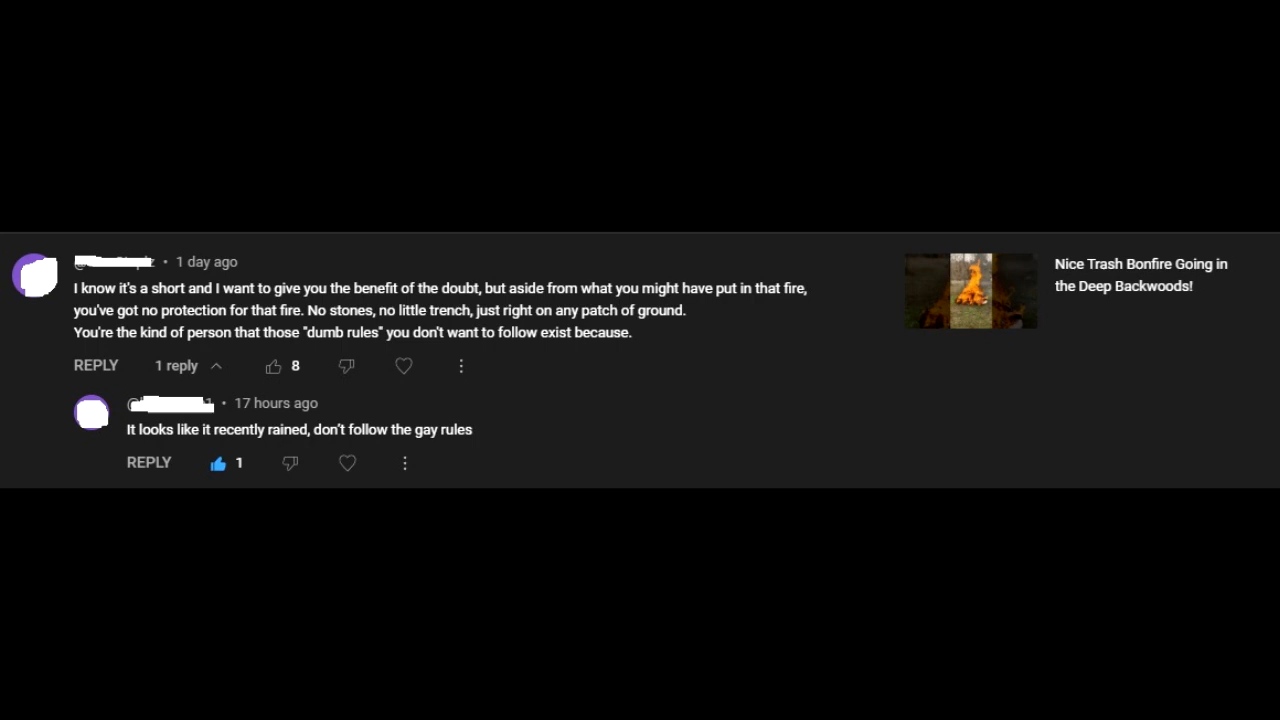 1 day ago
I know it's a short and I want to give you the benefit of the doubt, but aside from what you might have put in that fire,
you've got no protection for that fire. No stones, no little trench, just right on any patch of ground.
You're the kind of person that those "dumb rules" you don't want to follow exist because.
REPLY 1 reply 8
17 hours ago
It looks like it recently rained, don't follow the gay rules
REPLY 1
Nice Trash Bonfire Going in
the Deep Backwoods!